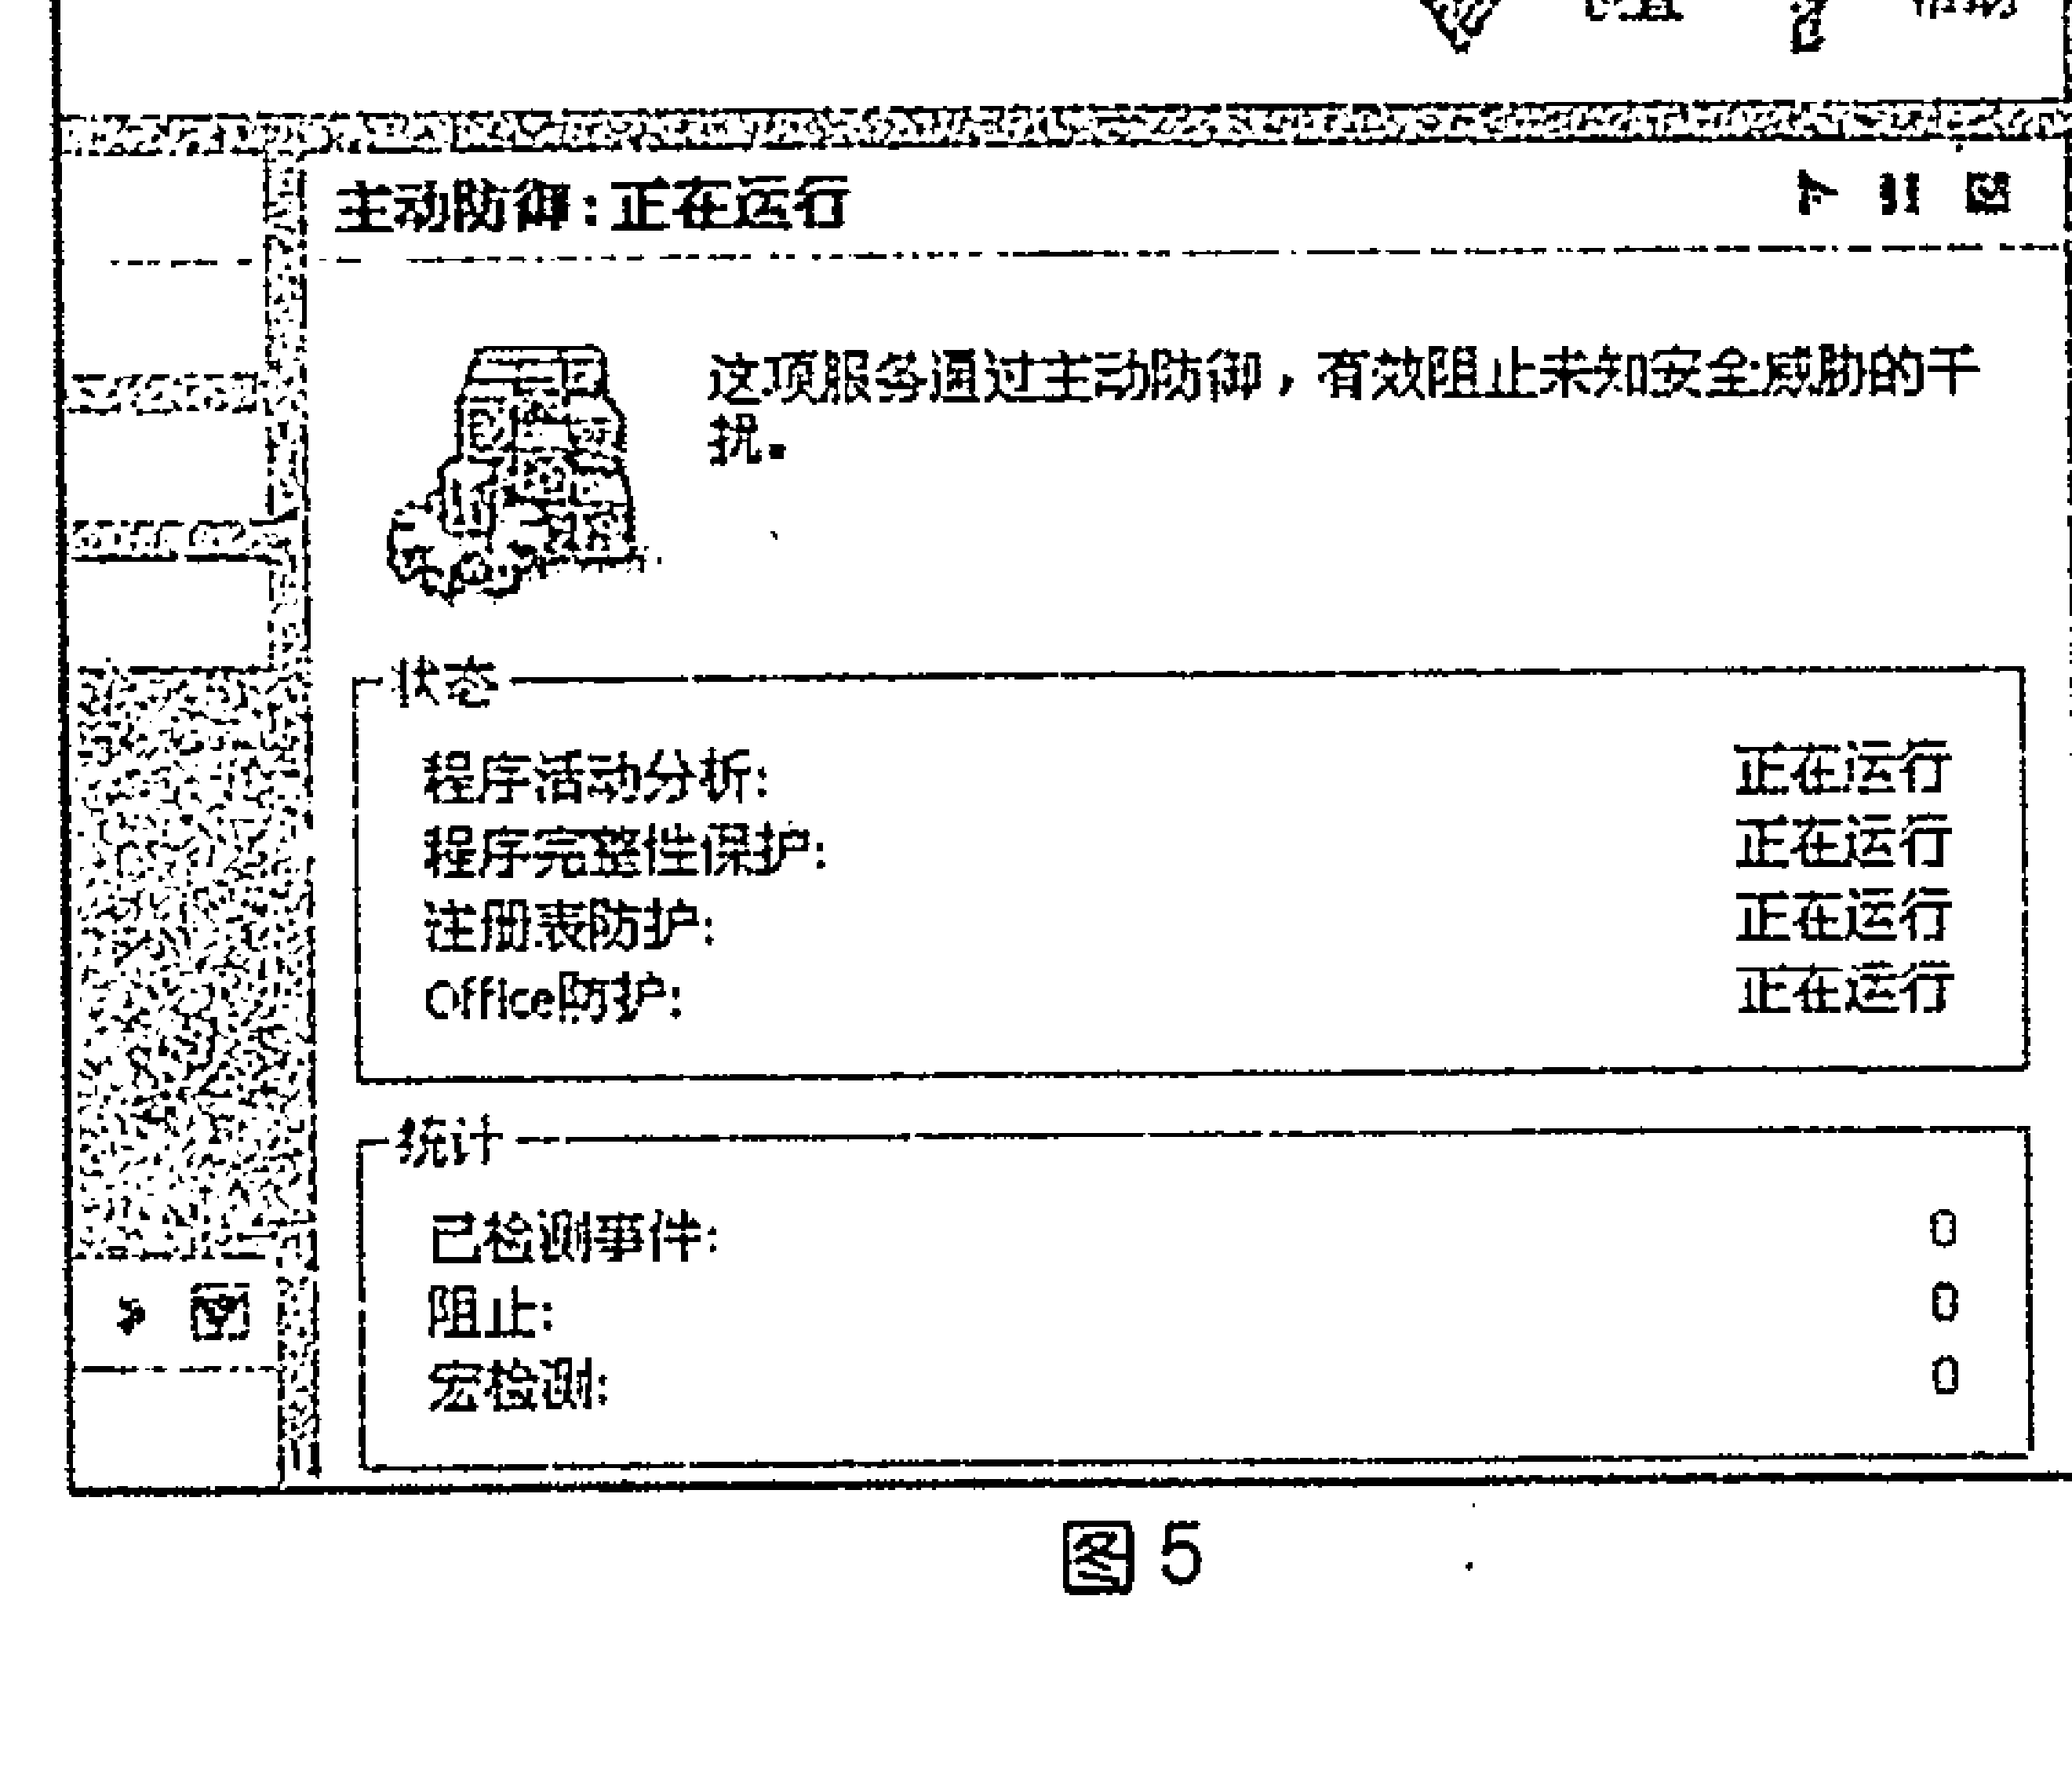 主动防御:正在运行
这项服务通过主动防御，有效阻止未知安全威胁的干
扰。
状态
程序活动分析: 正在运行
程序完整性保护: 正在运行
注册表防护: 正在运行
Office防护: 正在运行
统计
已检测事件: 0
阻止: 0
宏检测: 0
图 5